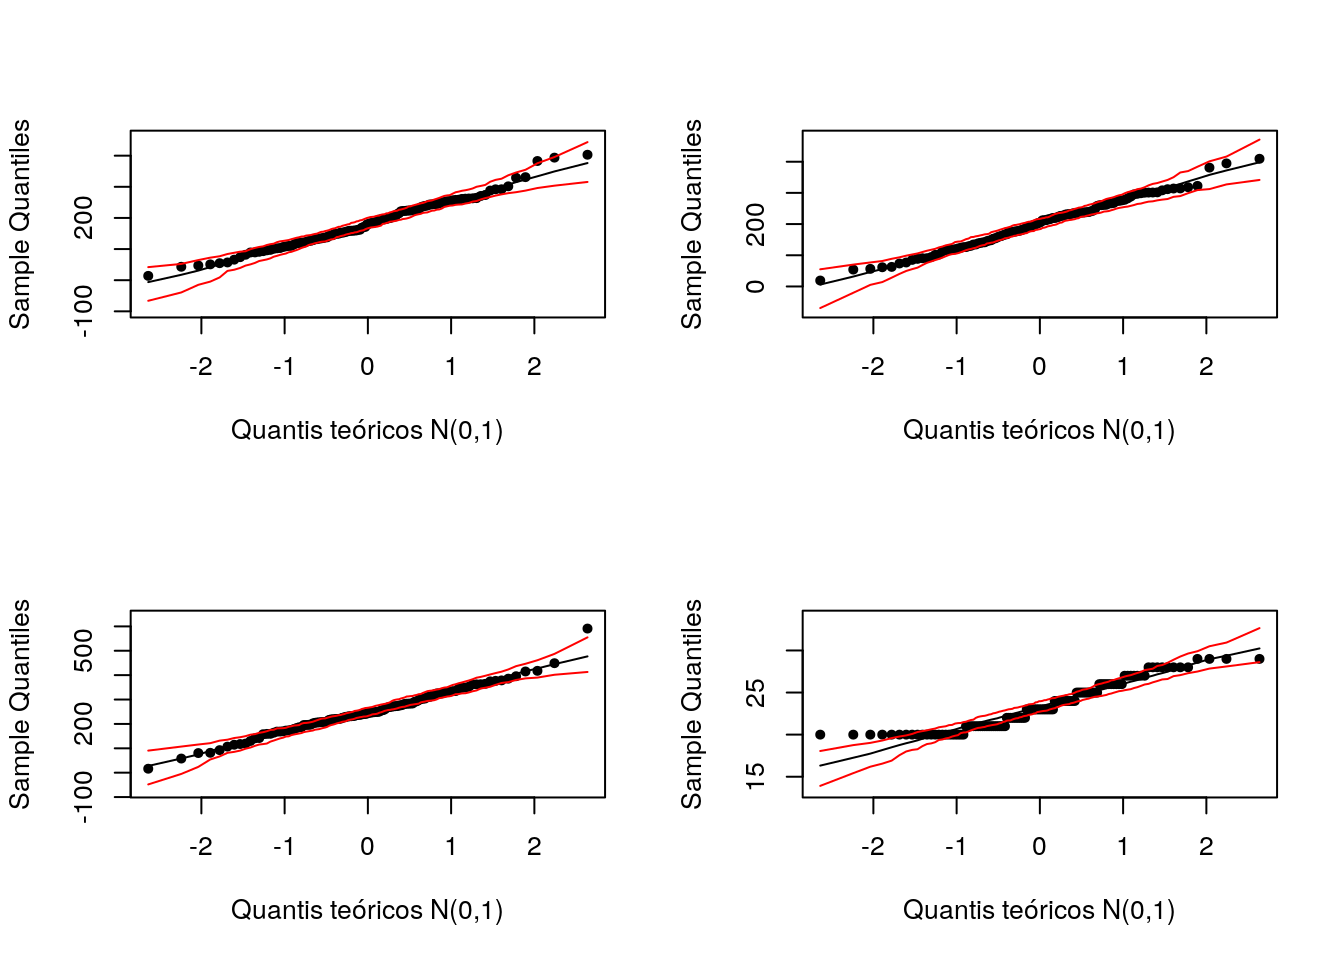 Sample Quantiles
200
-100
-2 -1 0 1 2
Quantis teóricos N(0,1)
Sample Quantiles
200
0
-2 -1 0 1 2
Quantis teóricos N(0,1)
Sample Quantiles
500
200
-100
-2 -1 0 1 2
Quantis teóricos N(0,1)
Sample Quantiles
25
15
-2 -1 0 1 2
Quantis teóricos N(0,1)